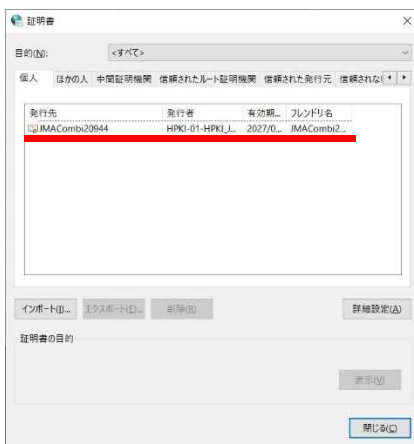 証明書
目的(N): <すべて>
個人 ほかの人 中間証明機関 信頼されたルート証明機関 信頼された発行元 信頼されない
発行先 発行者 有効期... フレンドリ名
JMACombi20944 HPKI-01-HPKI_J... 2027/0... JMACombi2...
インポート(I)... エクスポート(E)... 削除(R) 詳細設定(A)
証明書の目的
表示(V)
閉じる(C)